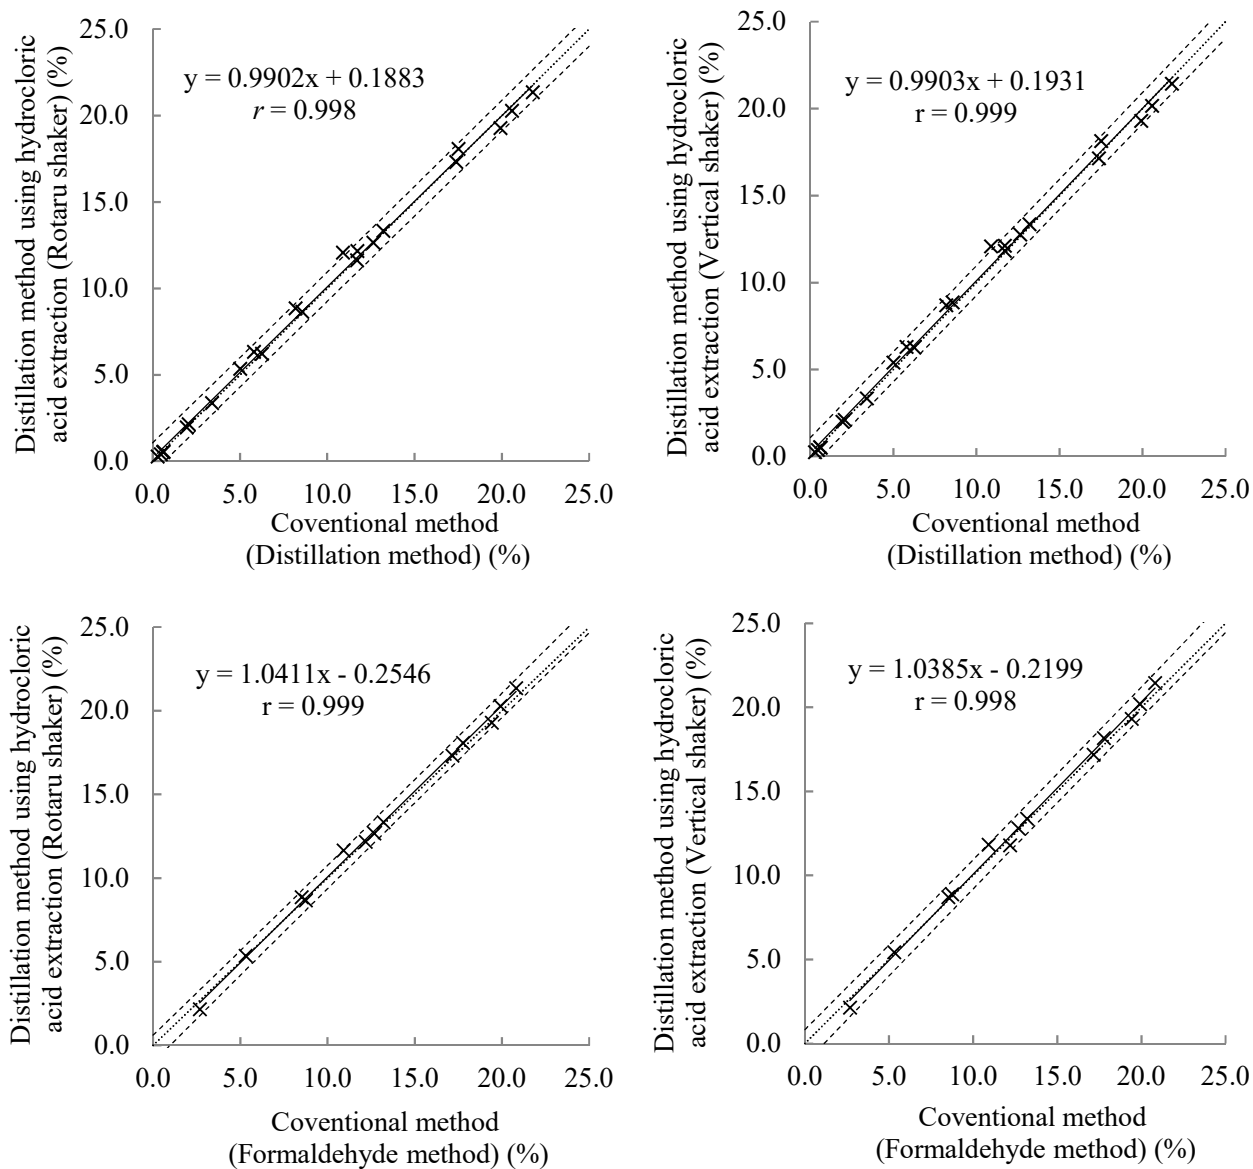 Distillation method using hydrocloric
acid extraction (Rotaru shaker) (%)
25.0
20.0
15.0
10.0
5.0
0.0
y = 0.9902x + 0.1883
r = 0.998
0.0 5.0 10.0 15.0 20.0 25.0
Coventional method
(Distillation method) (%)
Distillation method using hydrocloric
acid extraction (Vertical shaker) (%)
25.0
20.0
15.0
10.0
5.0
0.0
y = 0.9903x + 0.1931
r = 0.999
0.0 5.0 10.0 15.0 20.0 25.0
Coventional method
(Distillation method) (%)
Distillation method using hydrocloric
acid extraction (Rotaru shaker) (%)
25.0
20.0
15.0
10.0
5.0
0.0
y = 1.0411x - 0.2546
r = 0.999
0.0 5.0 10.0 15.0 20.0 25.0
Coventional method
(Formaldehyde method) (%)
Distillation method using hydrocloric
acid extraction (Vertical shaker) (%)
25.0
20.0
15.0
10.0
5.0
0.0
y = 1.0385x - 0.2199
r = 0.998
0.0 5.0 10.0 15.0 20.0 25.0
Coventional method
(Formaldehyde method) (%)